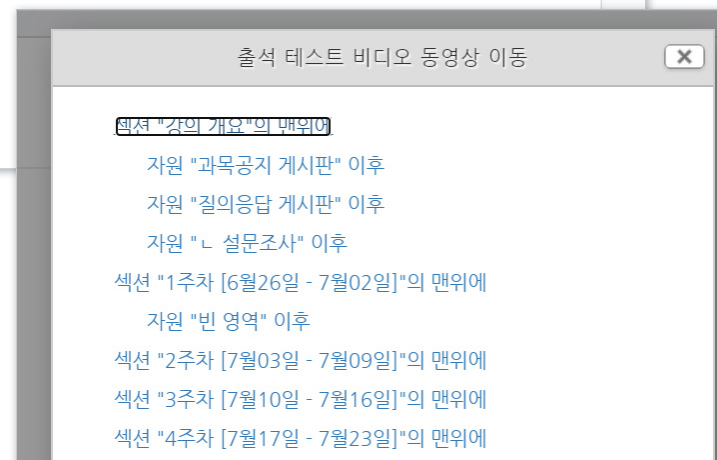 출석 테스트 비디오 동영상 이동
섹션 "강의 개요"의 맨위에
자원 "과목공지 게시판" 이후
자원 "질의응답 게시판" 이후
자원 "ㄴ 설문조사" 이후
섹션 "1주차 [6월26일 - 7월02일]"의 맨위에
자원 "빈 영역" 이후
섹션 "2주차 [7월03일 - 7월09일]"의 맨위에
섹션 "3주차 [7월10일 - 7월16일]"의 맨위에
섹션 "4주차 [7월17일 - 7월23일]"의 맨위에